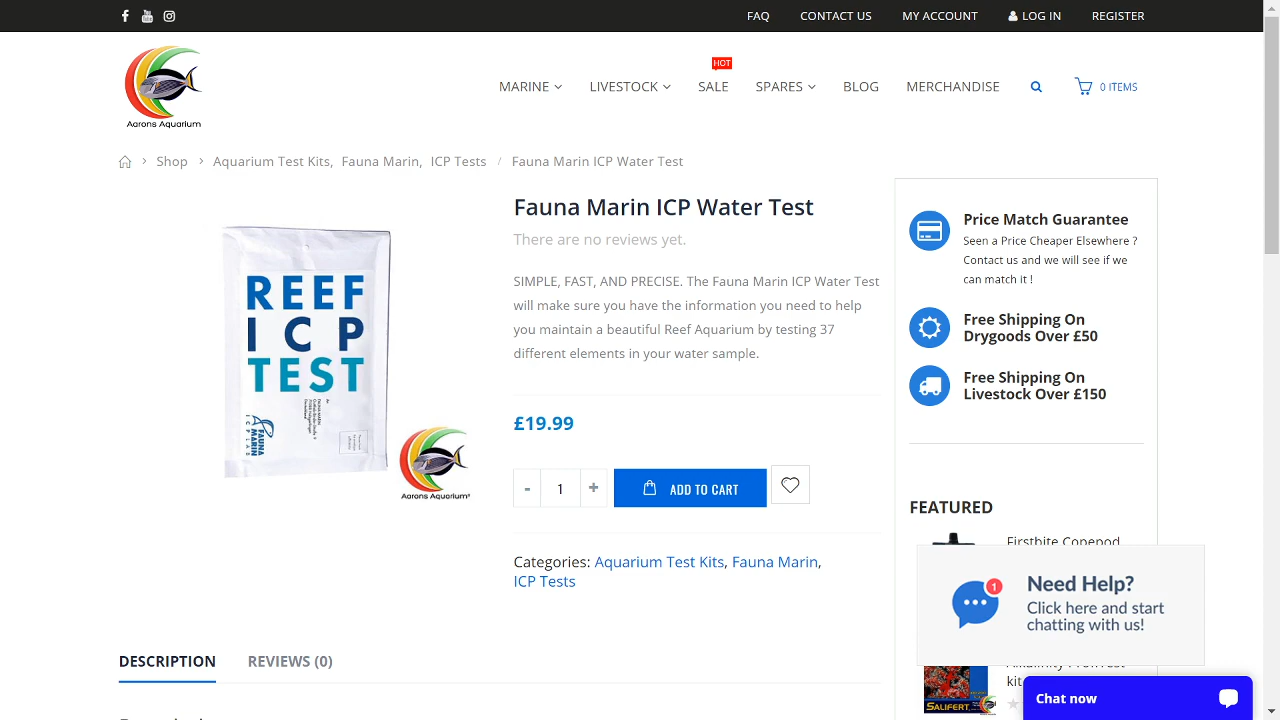 FAQ
CONTACT US
MY ACCOUNT
LOG IN
REGISTER
Aarons Aquarium
MARINE
LIVESTOCK
HOT
SALE
SPARES
BLOG
MERCHANDISE
0 ITEMS
Shop
Aquarium Test Kits,
Fauna Marin,
ICP Tests
/
Fauna Marin ICP Water Test
REEF
ICP
TEST
FAUNA
MARIN
Aarons Aquarium
Fauna Marin ICP Water Test
There are no reviews yet.
SIMPLE, FAST, AND PRECISE. The Fauna Marin ICP Water Test
will make sure you have the information you need to help
you maintain a beautiful Reef Aquarium by testing 37
different elements in your water sample.
£19.99
-
1
+
ADD TO CART
Categories: Aquarium Test Kits, Fauna Marin,
ICP Tests
DESCRIPTION
REVIEWS (0)
Price Match Guarantee
Seen a Price Cheaper Elsewhere ?
Contact us and we will see if we
can match it !
Free Shipping On
Drygoods Over £50
Free Shipping On
Livestock Over £150
FEATURED
Firstbite Copepod
1
Need Help?
Click here and start
chatting with us!
kit
SALIFERT
Chat now